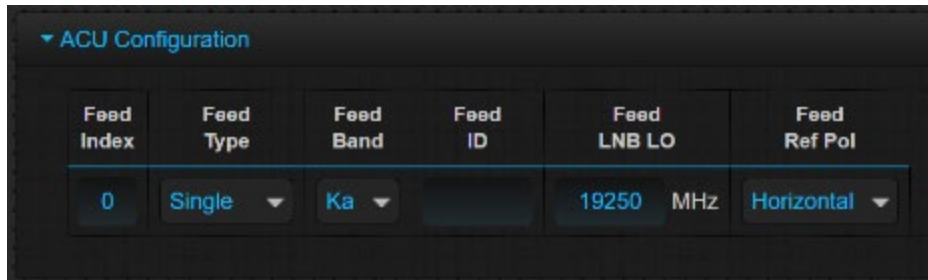 ACU Configuration
Feed Index Feed Type Feed Band Feed ID Feed LNB LO Feed Ref Pol
0 Single Ka 19250 MHz Horizontal